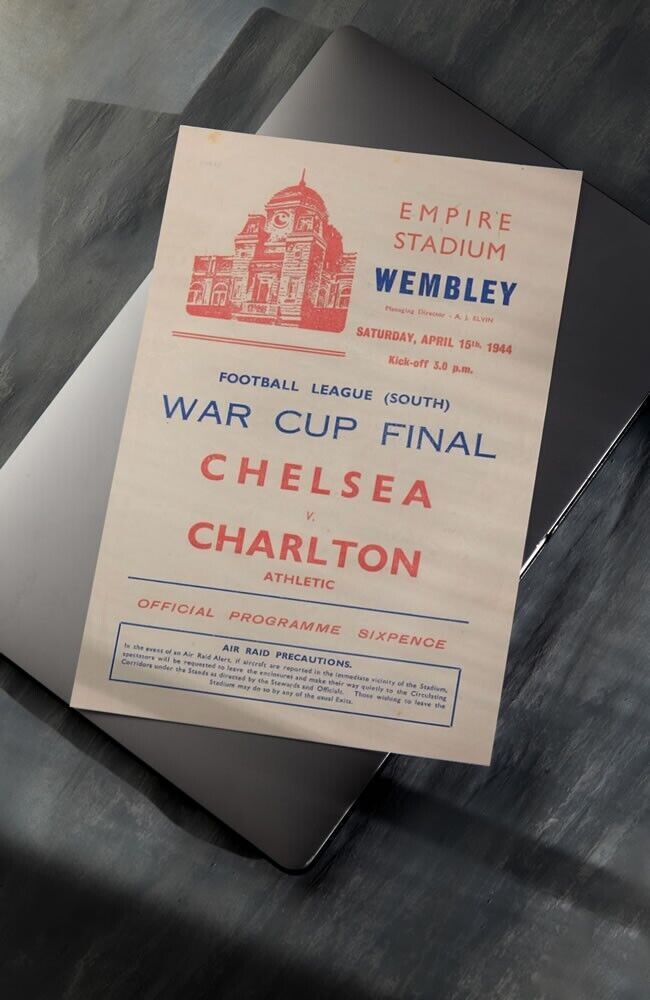 EMPIRE
STADIUM
WEMBLEY
Managing Director - A. J. ELVIN
SATURDAY, APRIL 15th, 1944
Kick-off 3.0 p.m.
FOOTBALL LEAGUE (SOUTH)
WAR CUP FINAL
CHELSEA
V.
CHARLTON
ATHLETIC
OFFICIAL PROGRAMME SIXPENCE
AIR RAID PRECAUTIONS.
In the event of an Air Raid Alert, if aircraft are reported in the immediate vicinity of the Stadium,
spectators will be requested to leave the enclosures and make their way quietly to the Circulating
Corridors under the Stands as directed by the Stewards and Officials. Those wishing to leave the
Stadium may do so by any of the usual Exits.